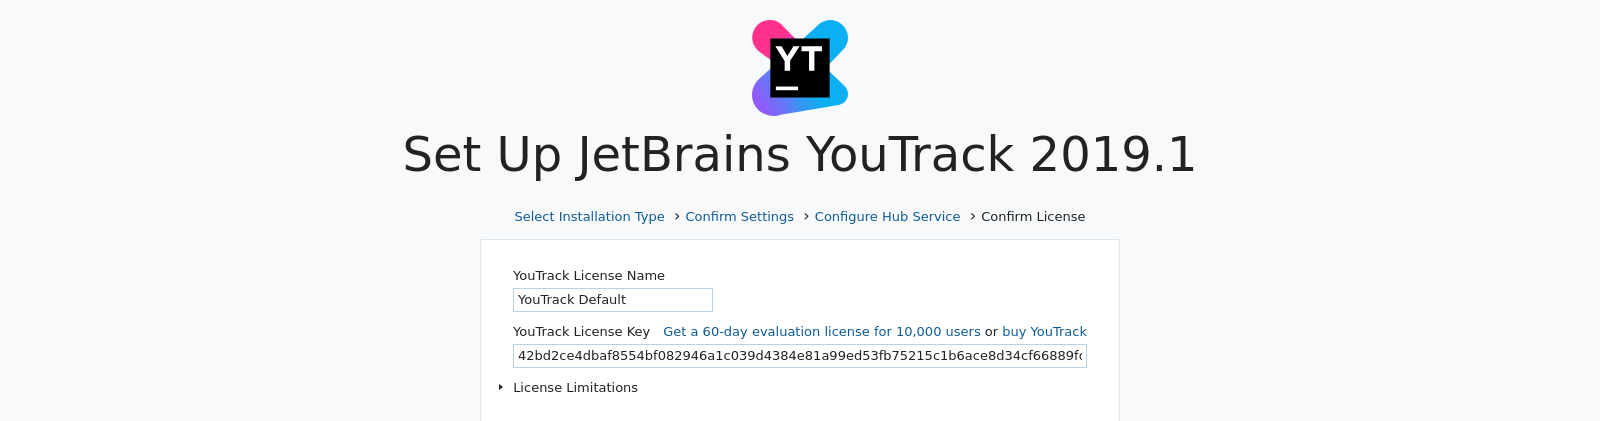 YT
Set Up JetBrains YouTrack 2019.1
Select Installation Type › Confirm Settings › Configure Hub Service › Confirm License
YouTrack License Name
YouTrack Default
YouTrack License Key Get a 60-day evaluation license for 10,000 users or buy YouTrack
42bd2ce4dbaf8554bf082946a1c039d4384e81a99ed53fb75215c1b6ace8d34cf66889f
License Limitations